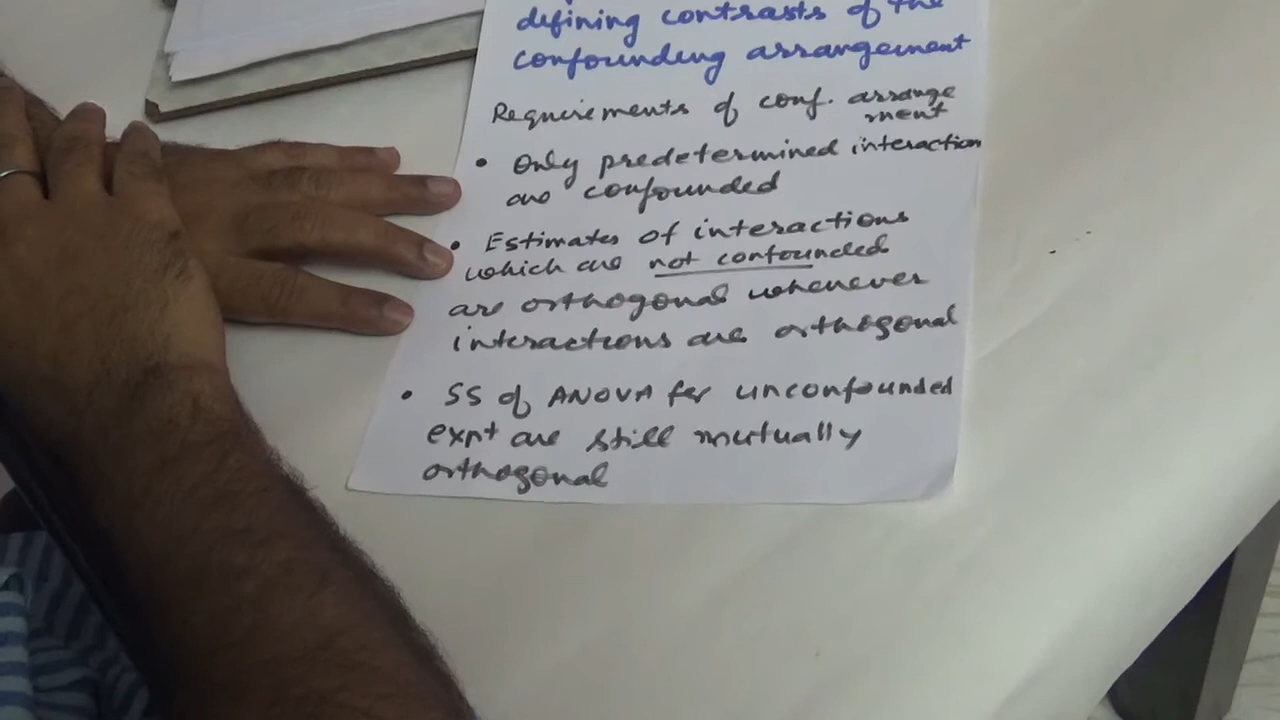 defining contrasts of the
confounding arrangement
Requirements of conf. arrange
ment
• Only predetermined interaction
are confounded
• Estimates of interactions
which are not confounded
are orthogonal whenever
interactions are orthogonal
• SS of ANOVA for unconfounded
expt are still mutually
orthogonal